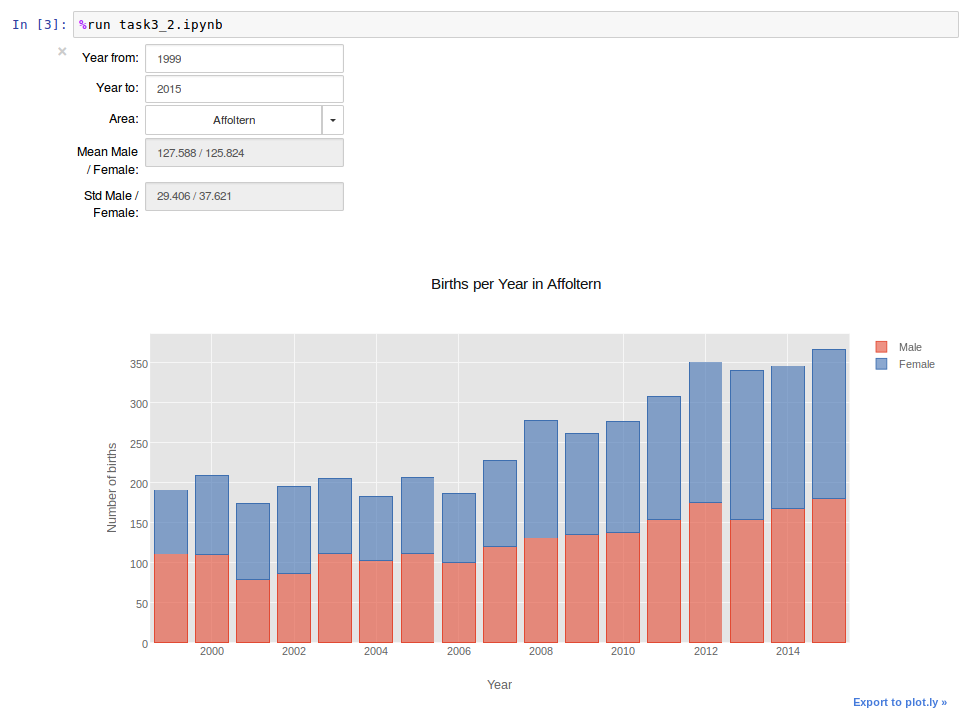 In [3]: %run task3_2.ipynb
×
Year from: 1999
Year to: 2015
Area: Affoltern
Mean Male
/ Female: 127.588 / 125.824
Std Male /
Female: 29.406 / 37.621
Births per Year in Affoltern
Male
Female
Number of births
350
300
250
200
150
100
50
0
2000 2002 2004 2006 2008 2010 2012 2014
Year
Export to plot.ly »